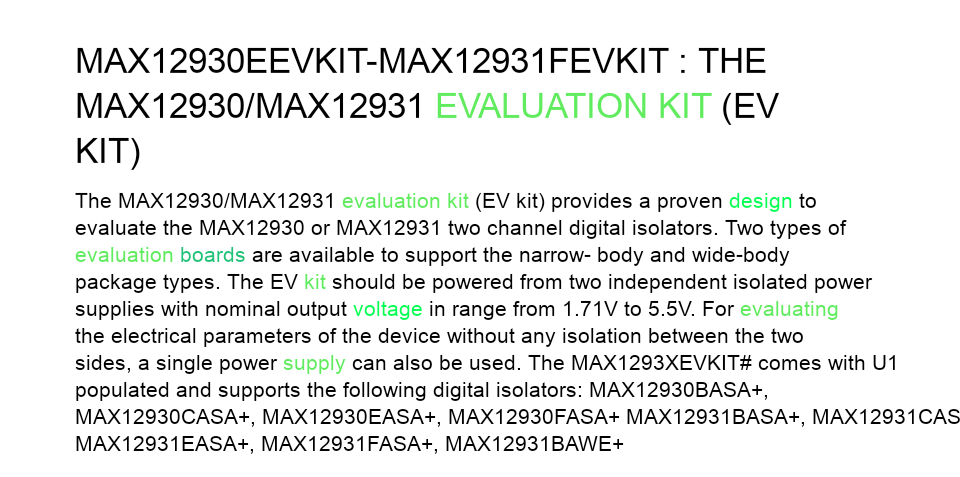 MAX12930EEVKIT-MAX12931FEVKIT : THE
MAX12930/MAX12931 EVALUATION KIT (EV
KIT)
The MAX12930/MAX12931 evaluation kit (EV kit) provides a proven design to
evaluate the MAX12930 or MAX12931 two channel digital isolators. Two types of
evaluation boards are available to support the narrow- body and wide-body
package types. The EV kit should be powered from two independent isolated power
supplies with nominal output voltage in range from 1.71V to 5.5V. For evaluating
the electrical parameters of the device without any isolation between the two
sides, a single power supply can also be used. The MAX1293XEVKIT# comes with U1
populated and supports the following digital isolators: MAX12930BASA+,
MAX12930CASA+, MAX12930EASA+, MAX12930FASA+ MAX12931BASA+, MAX12931CAS
MAX12931EASA+, MAX12931FASA+, MAX12931BAWE+